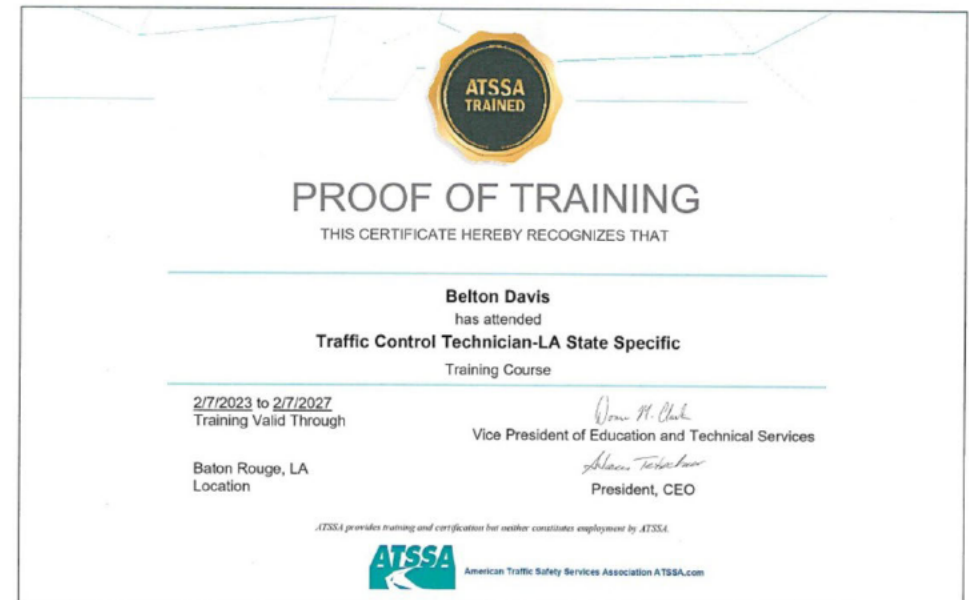 ATSSA
TRAINED
PROOF OF TRAINING
THIS CERTIFICATE HEREBY RECOGNIZES THAT
Belton Davis
has attended
Traffic Control Technician-LA State Specific
Training Course
2/7/2023 to 2/7/2027
Training Valid Through
Vice President of Education and Technical Services
Baton Rouge, LA
Location
President, CEO
ATSSA provides training and certification but neither constitutes employment by ATSSA.
ATSSA
American Traffic Safety Services Association ATSSA.com